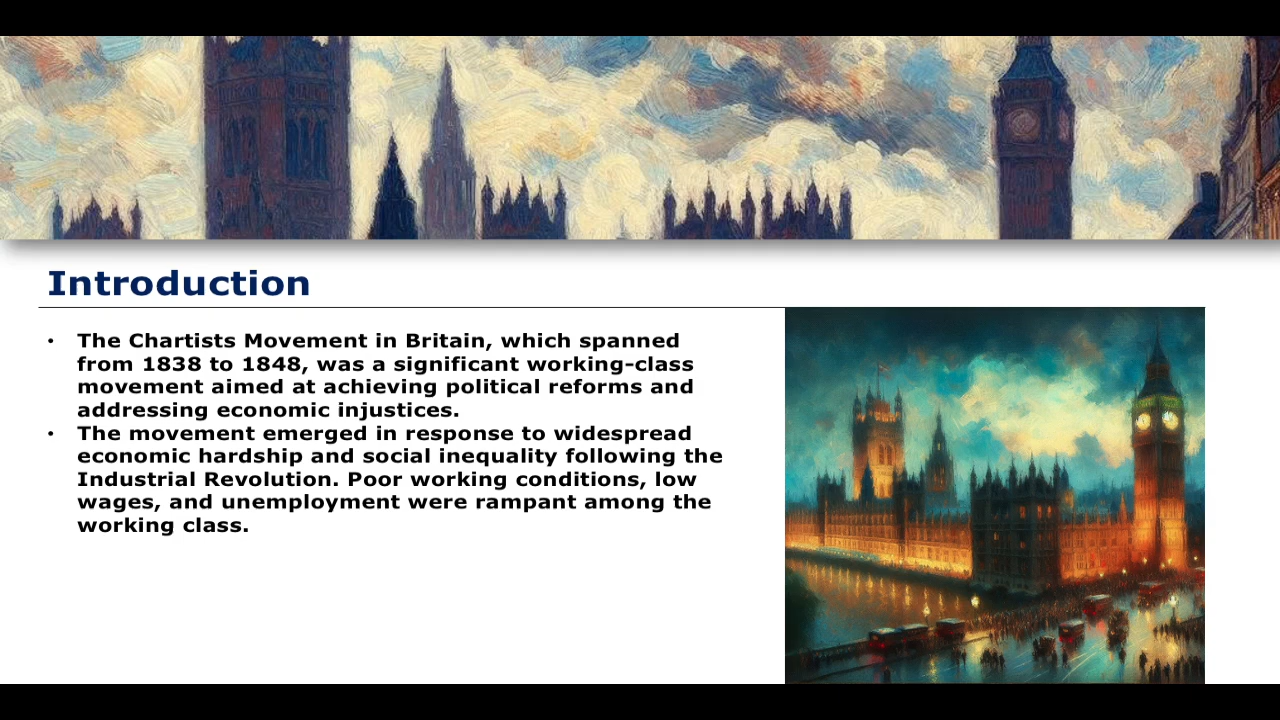 Introduction
• The Chartists Movement in Britain, which spanned
from 1838 to 1848, was a significant working-class
movement aimed at achieving political reforms and
addressing economic injustices.
• The movement emerged in response to widespread
economic hardship and social inequality following the
Industrial Revolution. Poor working conditions, low
wages, and unemployment were rampant among the
working class.